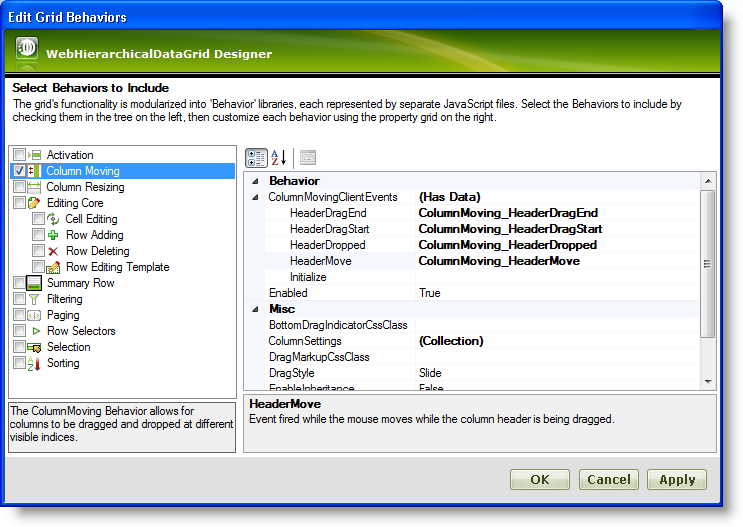 Edit Grid Behaviors
WebHierarchicalDataGrid Designer
Select Behaviors to Include
The grid's functionality is modularized into 'Behavior' libraries, each represented by separate JavaScript files. Select the Behaviors to include by
checking them in the tree on the left, then customize each behavior using the property grid on the right.
Activation
Column Moving
Column Resizing
Editing Core
Cell Editing
Row Adding
Row Deleting
Row Editing Template
Summary Row
Filtering
Paging
Row Selectors
Selection
Sorting
The ColumnMoving Behavior allows for
columns to be dragged and dropped at different
visible indices.
Behavior
ColumnMovingClientEvents (Has Data)
HeaderDragEnd ColumnMoving_HeaderDragEnd
HeaderDragStart ColumnMoving_HeaderDragStart
HeaderDropped ColumnMoving_HeaderDropped
HeaderMove ColumnMoving_HeaderMove
Initialize
Enabled True
Misc
BottomDragIndicatorCssClass
ColumnSettings (Collection)
DragMarkupCssClass
DragStyle Slide
EnableInheritance False
HeaderMove
Event fired while the mouse moves while the column header is being dragged.
OK Cancel Apply